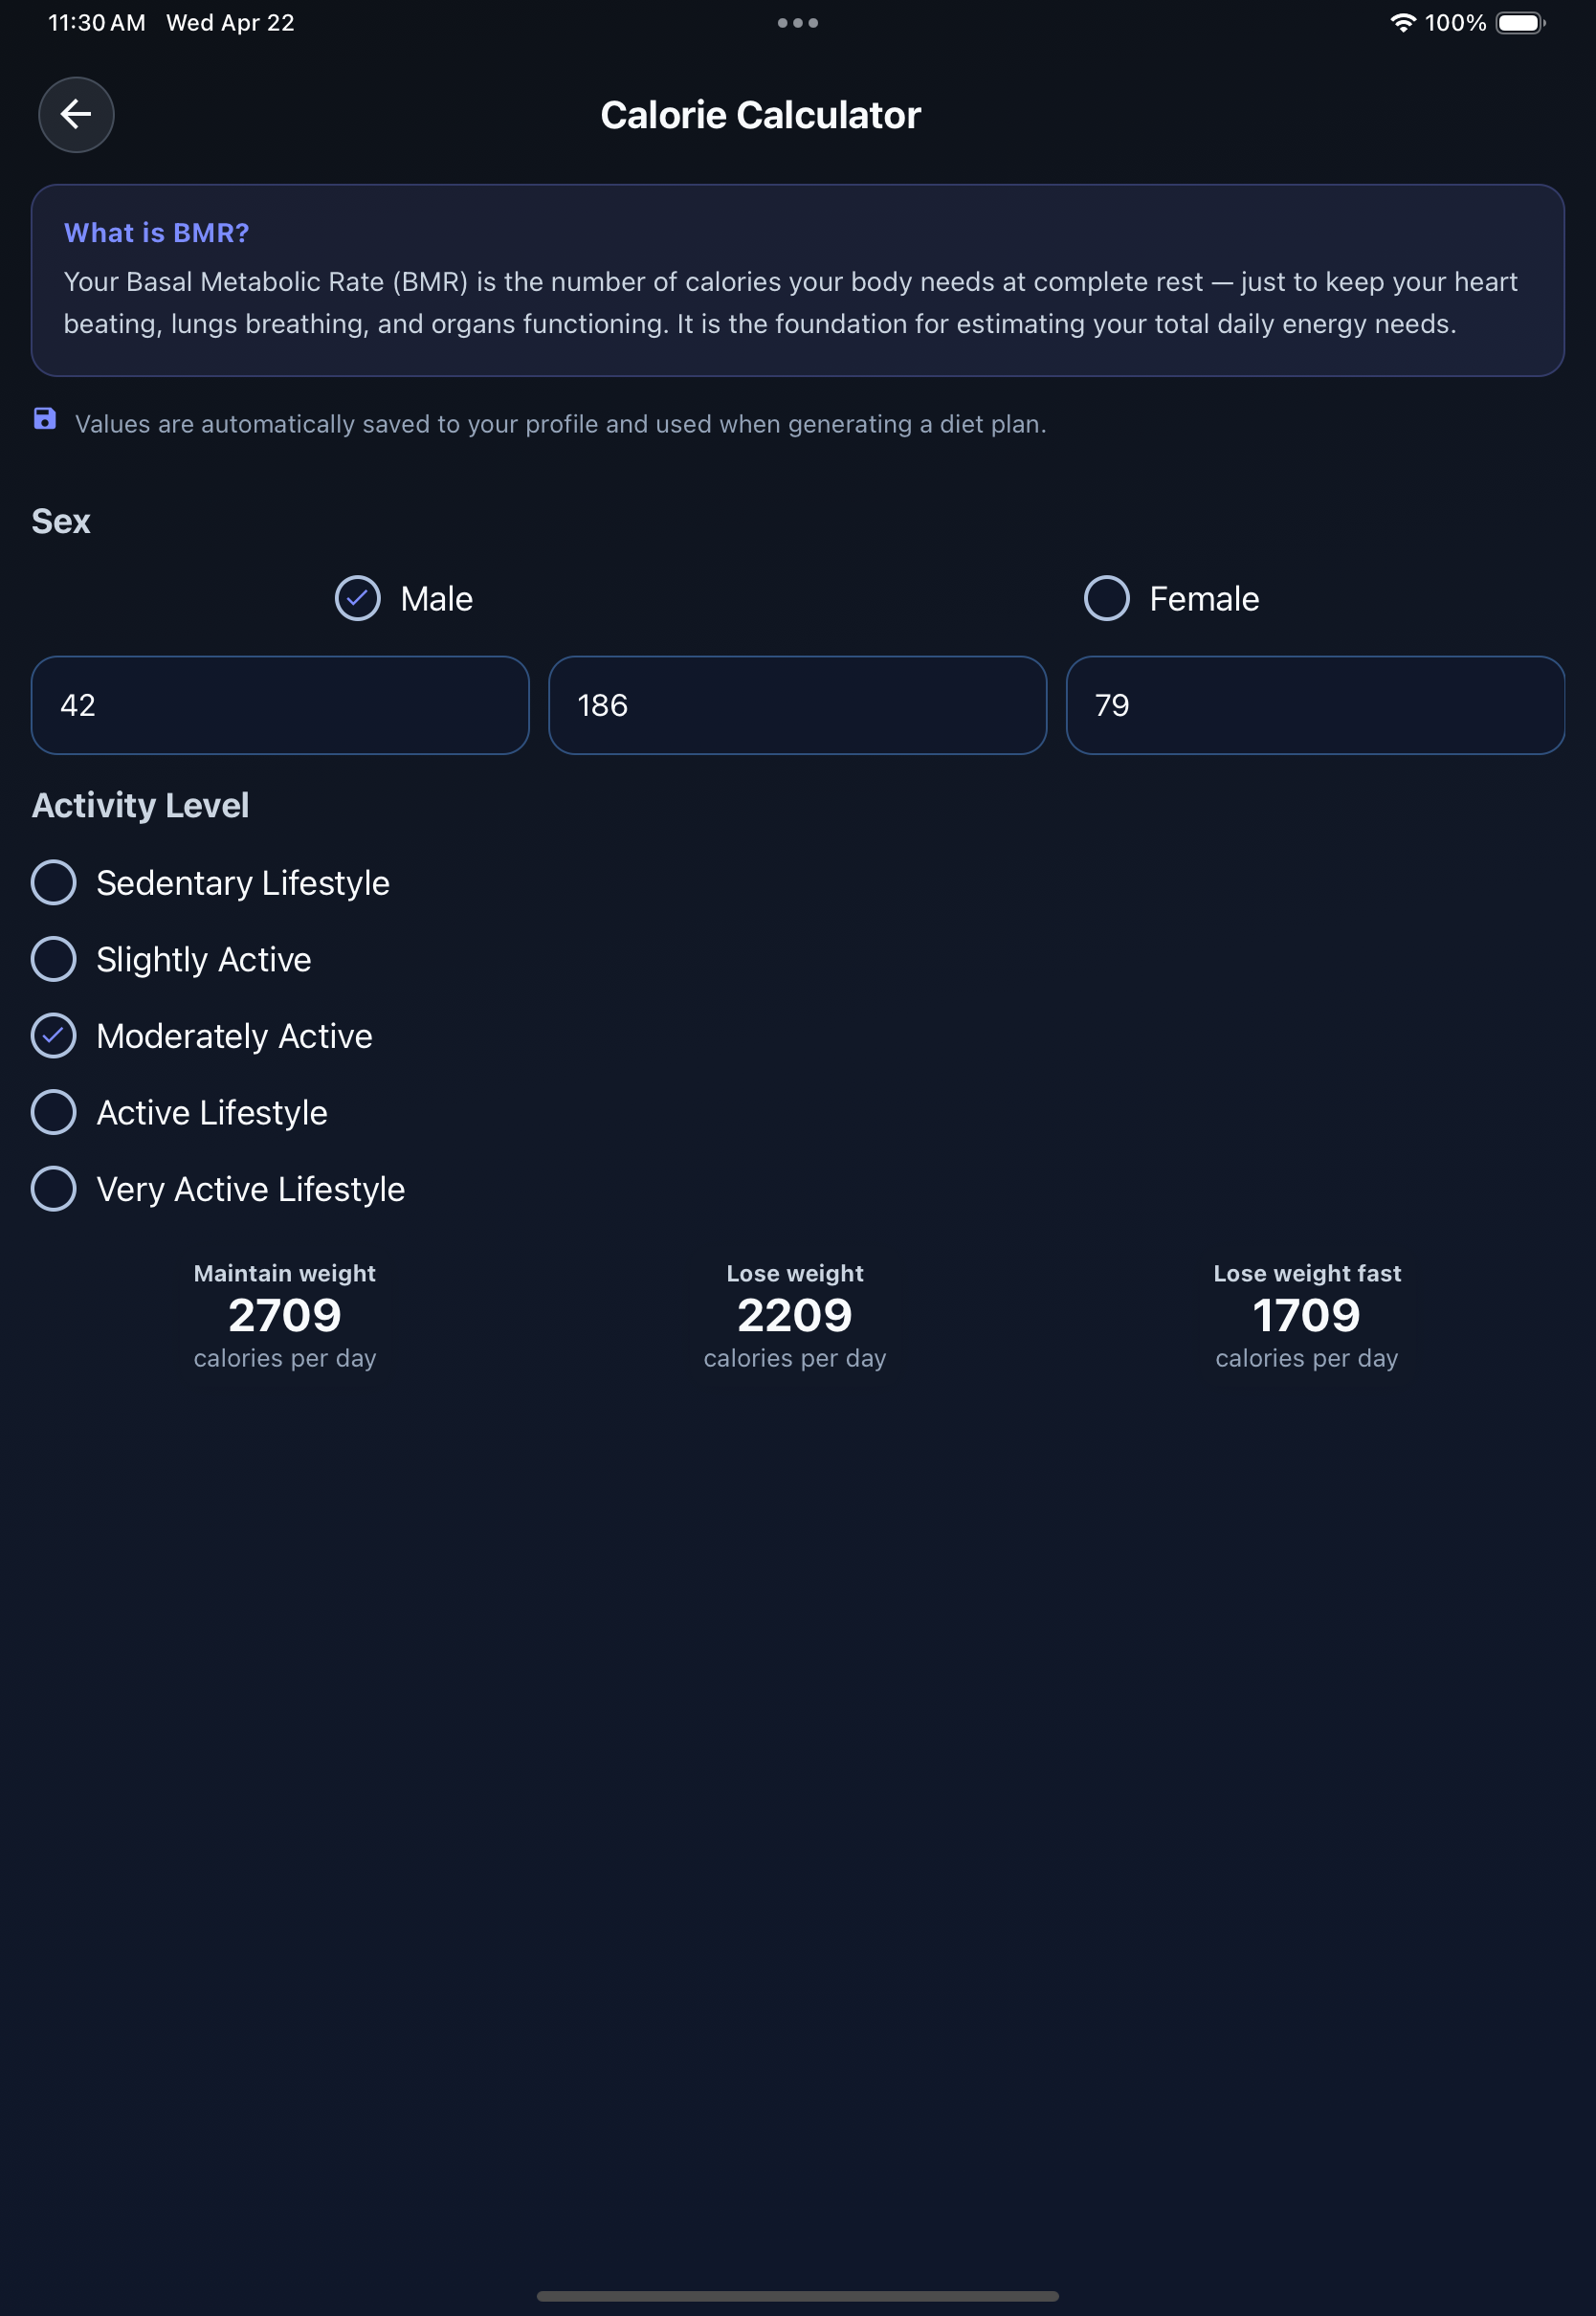 11:30 AM Wed Apr 22
100%
Calorie Calculator
What is BMR?
Your Basal Metabolic Rate (BMR) is the number of calories your body needs at complete rest — just to keep your heart
beating, lungs breathing, and organs functioning. It is the foundation for estimating your total daily energy needs.
Values are automatically saved to your profile and used when generating a diet plan.
Sex
Male
Female
42
186
79
Activity Level
Sedentary Lifestyle
Slightly Active
Moderately Active
Active Lifestyle
Very Active Lifestyle
Maintain weight
2709
calories per day
Lose weight
2209
calories per day
Lose weight fast
1709
calories per day